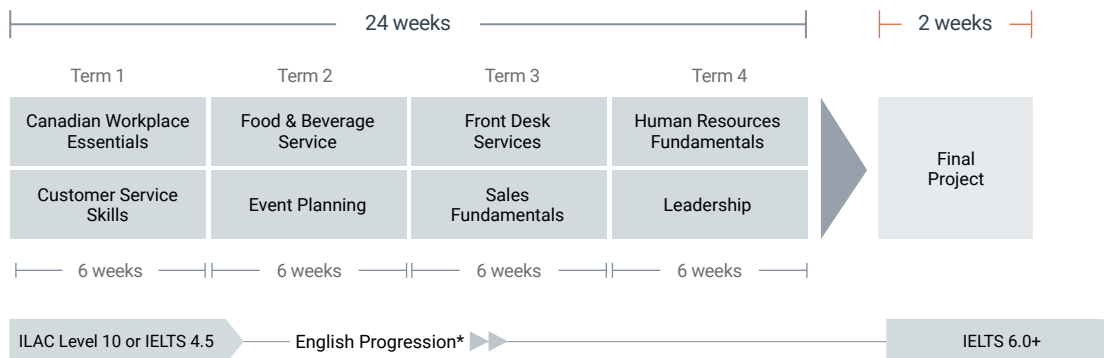 24 weeks
2 weeks
Term 1
Term 2
Term 3
Term 4
Canadian Workplace
Essentials
Food & Beverage
Service
Front Desk
Services
Human Resources
Fundamentals
Customer Service
Skills
Event Planning
Sales
Fundamentals
Leadership
Final
Project
6 weeks
6 weeks
6 weeks
6 weeks
ILAC Level 10 or IELTS 4.5
English Progression*
IELTS 6.0+